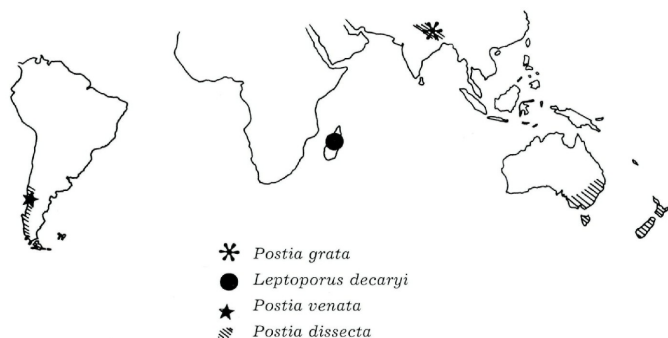 Postia grata
Leptoporus decaryi
Postia venata
Postia dissecta